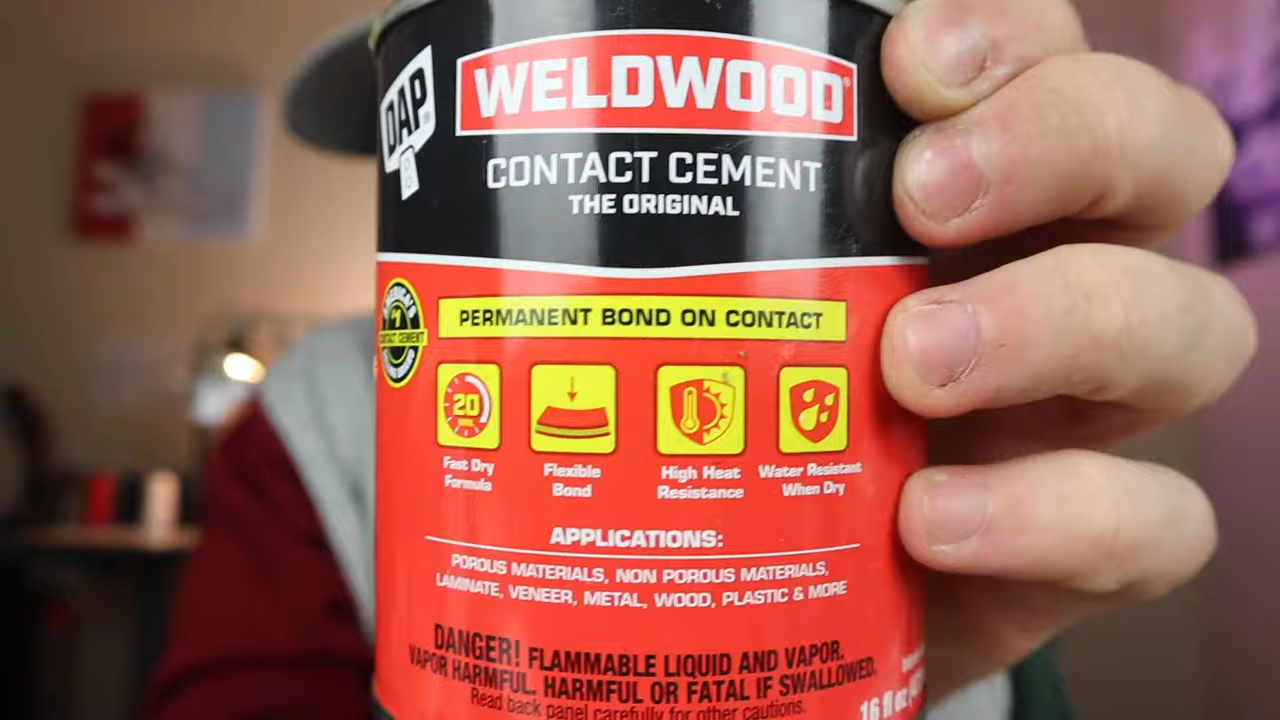 DAP
WELDWOOD®
CONTACT CEMENT
THE ORIGINAL
AMERICA'S
CONTACT CEMENT
PERMANENT BOND ON CONTACT
20
Fast Dry
Formula
Flexible
Bond
High Heat
Resistance
Water Resistant
When Dry
APPLICATIONS:
POROUS MATERIALS, NON POROUS MATERIALS,
LAMINATE, VENEER, METAL, WOOD, PLASTIC & MORE
DANGER! FLAMMABLE LIQUID AND VAPOR.
VAPOR HARMFUL. HARMFUL OR FATAL IF SWALLOWED.
Read back panel carefully for other cautions.
16 fl oz